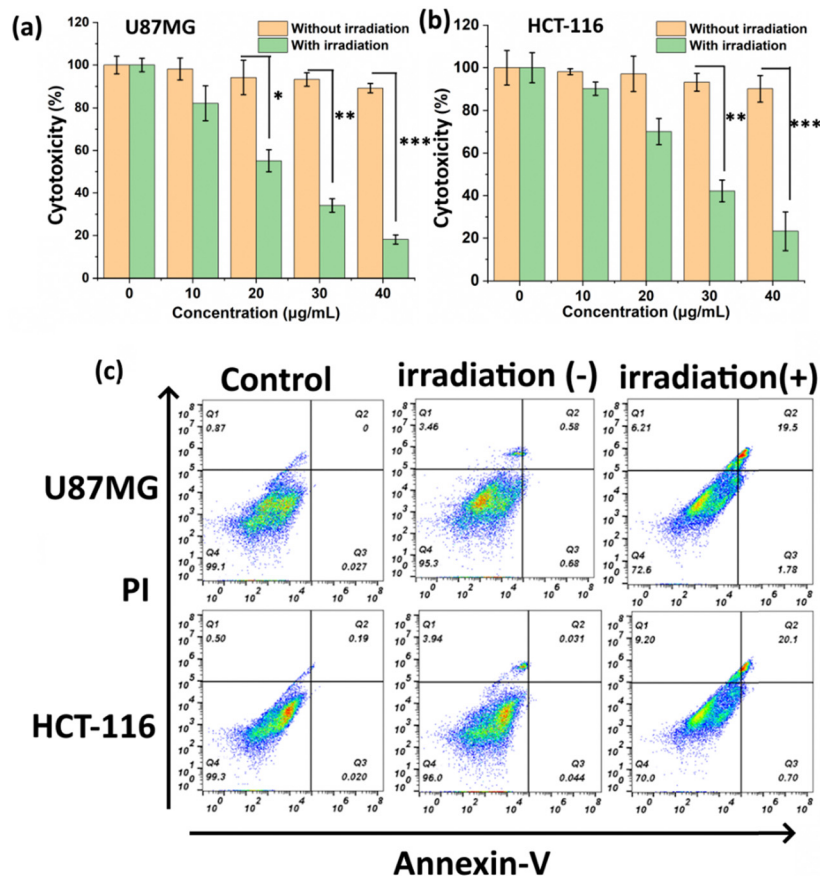 (a)
U87MG
Without irradiation
With irradiation
Cytotoxicity (%)
100
80
60
40
20
0
*
**
***
0 10 20 30 40
Concentration (μg/mL)
(b)
HCT-116
Without irradiation
With irradiation
Cytotoxicity (%)
120
100
80
60
40
20
0
**
***
0 10 20 30 40
Concentration (μg/mL)
(c)
Control irradiation (-) irradiation(+)
U87MG
PI
HCT-116
Q1
0.87
Q2
0
Q4
99.1
Q3
0.027
Q1
3.46
Q2
0.58
Q4
95.3
Q3
0.68
Q1
6.21
Q2
19.5
Q4
72.6
Q3
1.78
Q1
0.50
Q2
0.19
Q4
99.3
Q3
0.020
Q1
3.94
Q2
0.031
Q4
96.0
Q3
0.044
Q1
9.20
Q2
20.1
Q4
70.0
Q3
0.70
Annexin-V